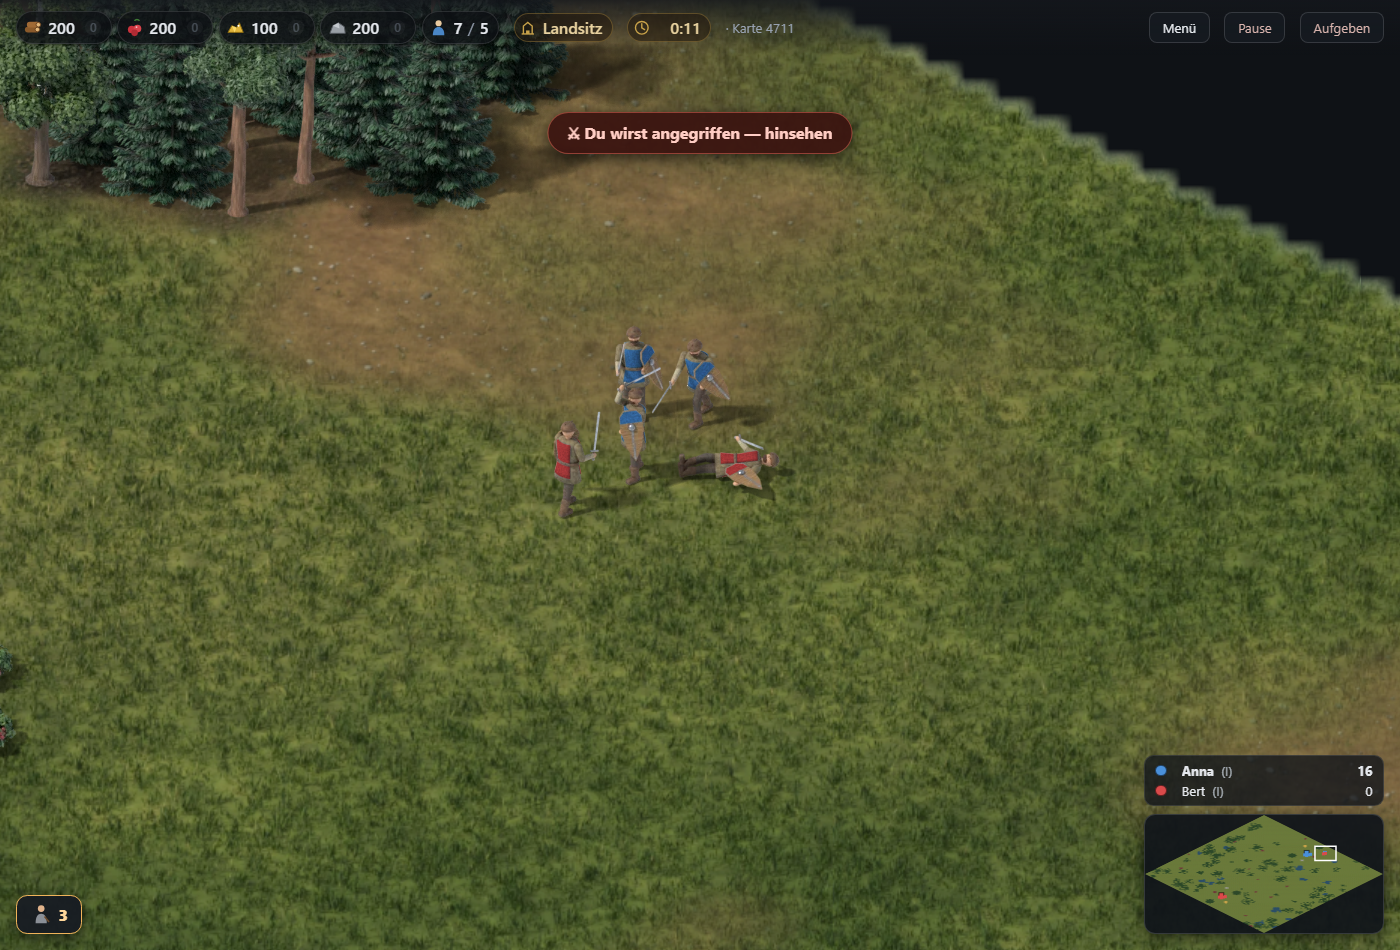 200 0 200 0 100 0 200 0 7 / 5 Landsitz 0:11 · Karte 4711 Menü Pause Aufgeben
⚔ Du wirst angegriffen — hinsehen
Anna (I) 16
Bert (I) 0
3